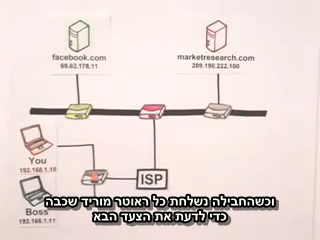 facebook.com
69.63.178.11
marketresearch.com
209.190.222.100
You
192.168.1.10
ISP
Boss
192.168.1.11
וכשהחבילה נשלחת כל ראוטר מוריד שכבה
כדי לדעת את הצעד הבא